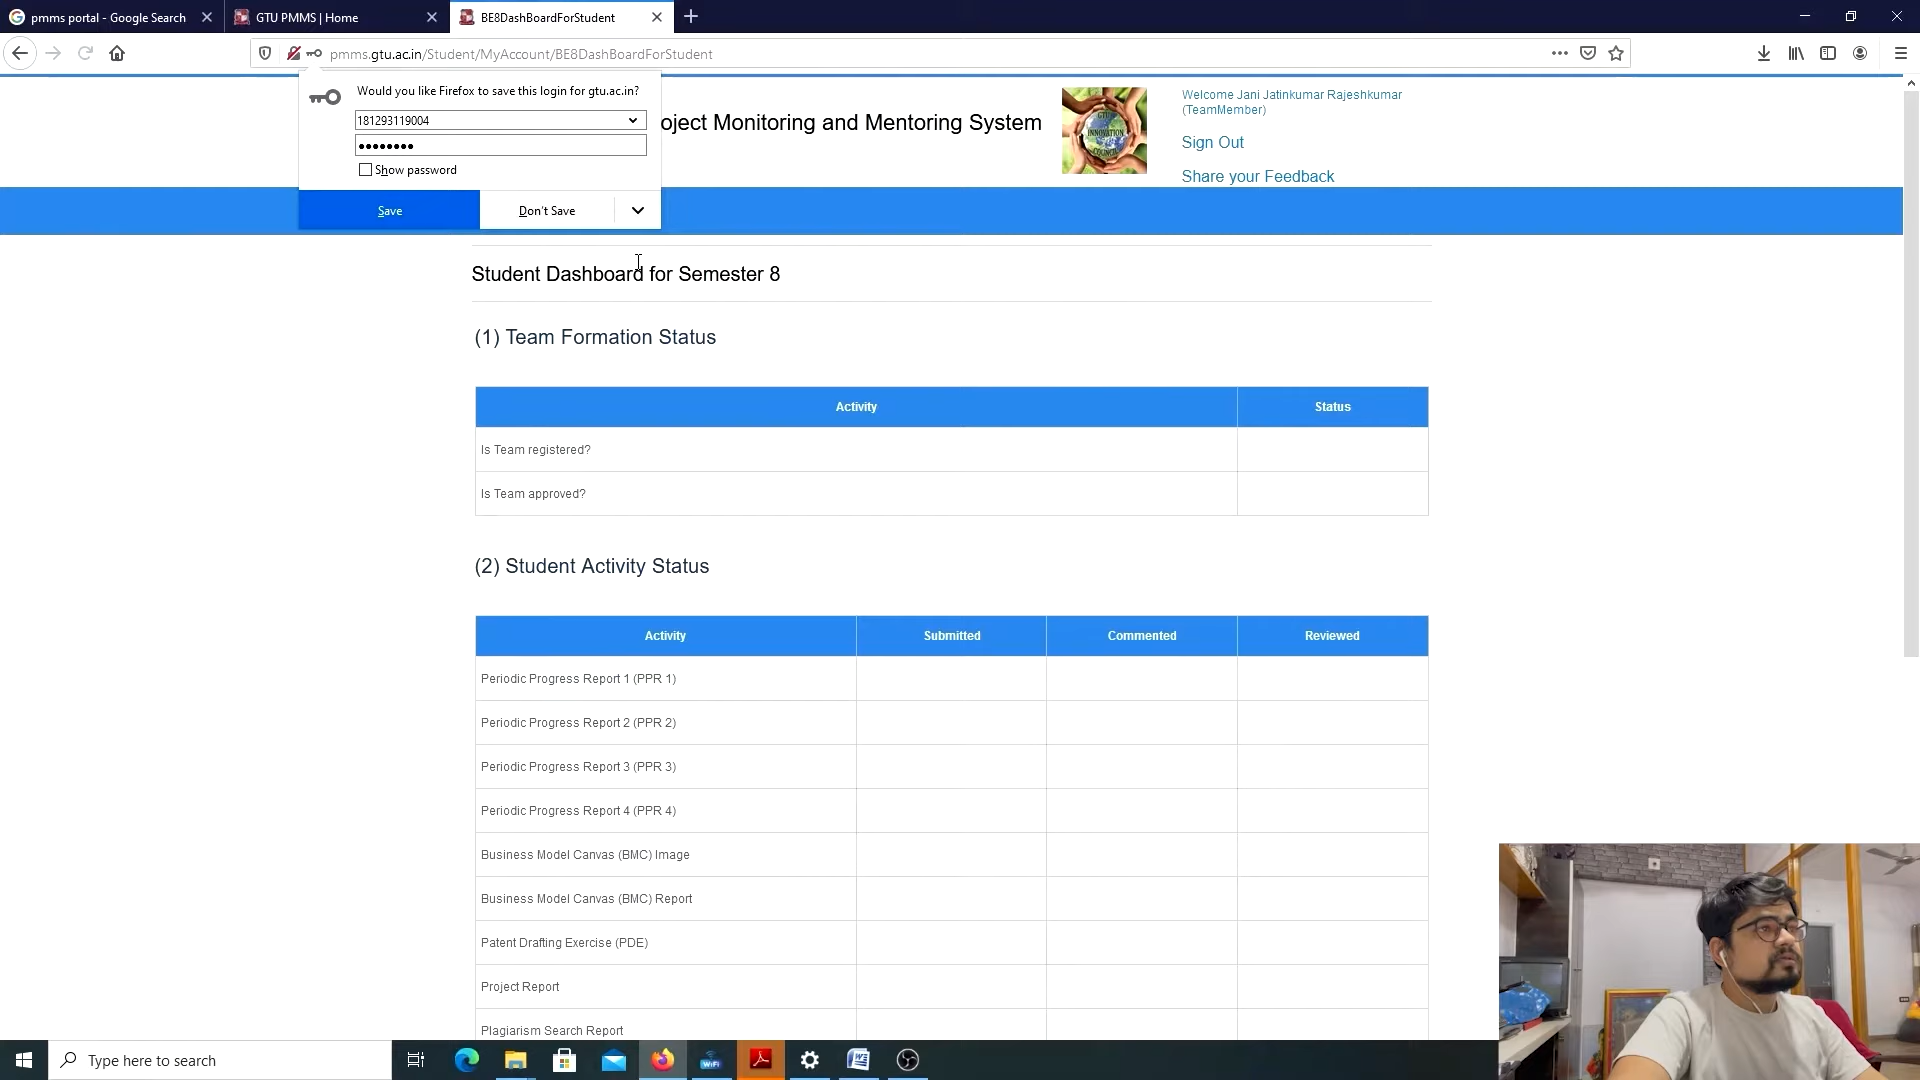 pmms portal - Google Search
GTU PMMS | Home
BE8DashBoardForStudent
pmms.gtu.ac.in/Student/MyAccount/BE8DashBoardForStudent
Would you like Firefox to save this login for gtu.ac.in?
181293119004
Show password
Save
Don't Save
oject Monitoring and Mentoring System
GTU
INNOVATION
COUNCIL
Welcome Jani Jatinkumar Rajeshkumar
(TeamMember)
Sign Out
Share your Feedback
Student Dashboard for Semester 8
(1) Team Formation Status
Activity Status
Is Team registered?
Is Team approved?
(2) Student Activity Status
Activity Submitted Commented Reviewed
Periodic Progress Report 1 (PPR 1)
Periodic Progress Report 2 (PPR 2)
Periodic Progress Report 3 (PPR 3)
Periodic Progress Report 4 (PPR 4)
Business Model Canvas (BMC) Image
Business Model Canvas (BMC) Report
Patent Drafting Exercise (PDE)
Project Report
Plagiarism Search Report
Type here to search
WiFi